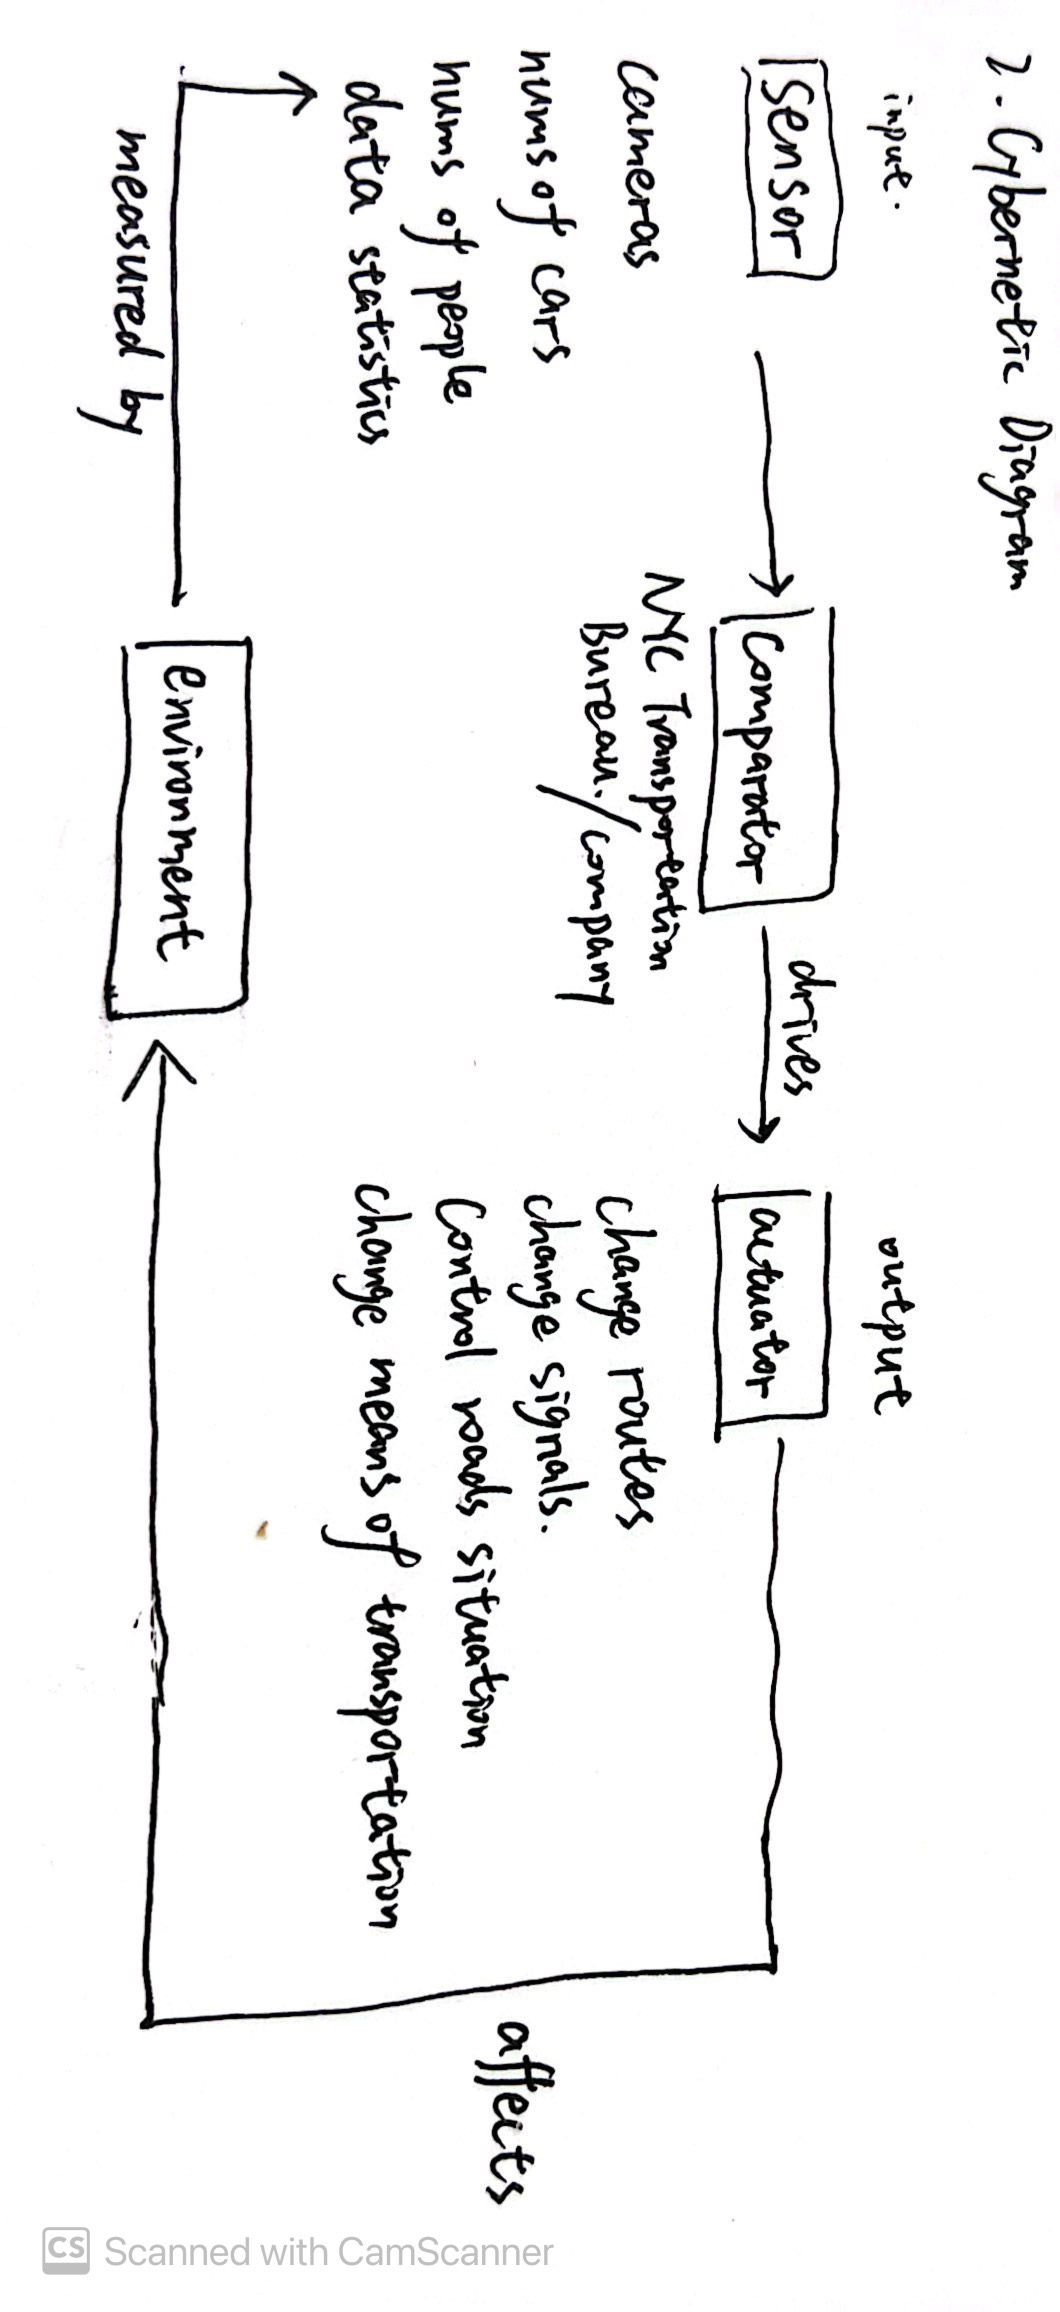 2. Cybernetic Diagram
input.
output
sensor
comparator
drives
actuator
cameras
nums of cars
nums of people
data statistics
NYC Transportation
Bureau./company
change routes
change signals.
Control roads situation
change means of transportation
affects
measured by
environment
CS Scanned with CamScanner